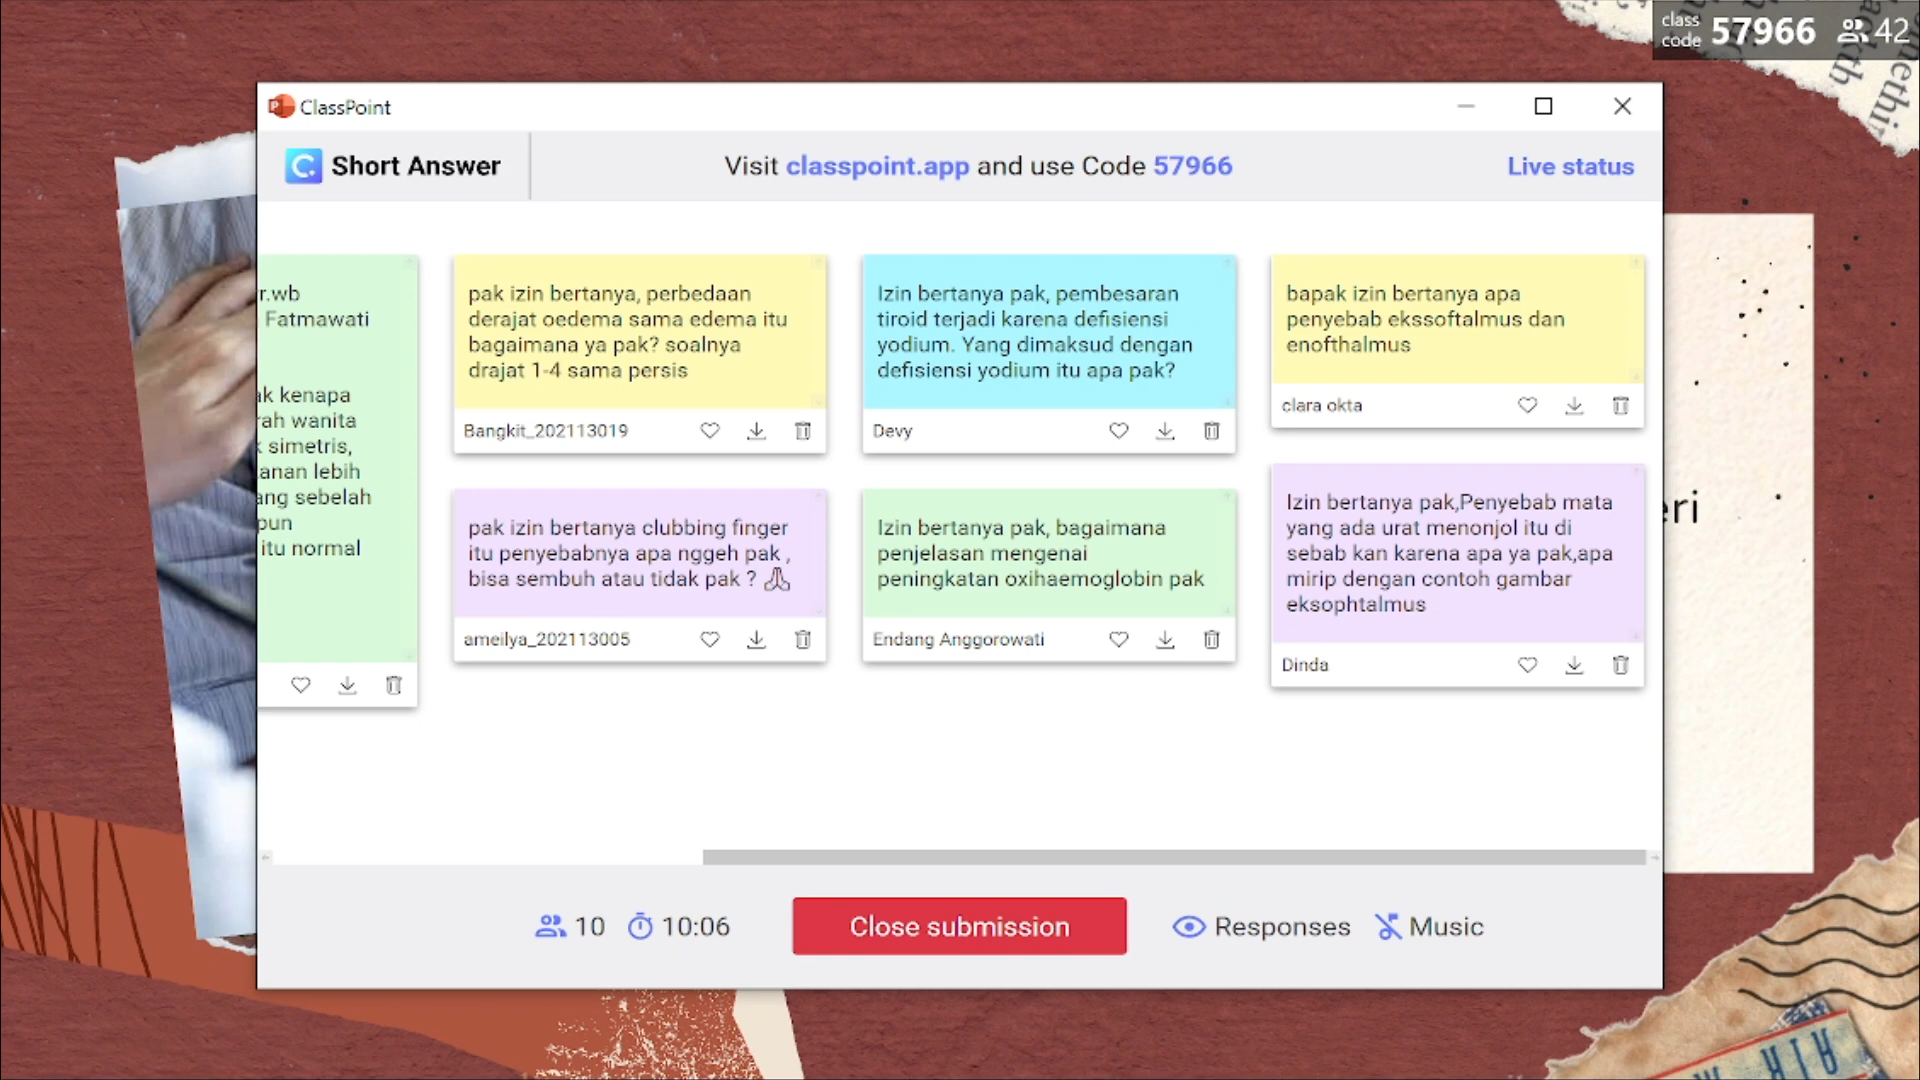 class code 57966 42
ClassPoint
Short Answer
Visit classpoint.app and use Code 57966
Live status
r.wb
Fatmawati
ak kenapa
rah wanita
simetris,
anan lebih
ang sebelah
pun
itu normal
pak izin bertanya, perbedaan
derajat oedema sama edema itu
bagaimana ya pak? soalnya
drajat 1-4 sama persis
Bangkit_202113019
pak izin bertanya clubbing finger
itu penyebabnya apa nggeh pak ,
bisa sembuh atau tidak pak ? 🙏🏻
ameilya_202113005
Izin bertanya pak, pembesaran
tiroid terjadi karena defisiensi
yodium. Yang dimaksud dengan
defisiensi yodium itu apa pak?
Devy
Izin bertanya pak, bagaimana
penjelasan mengenai
peningkatan oxihaemoglobin pak
Endang Anggorowati
bapak izin bertanya apa
penyebab ekssoftalmus dan
enofthalmus
clara okta
Izin bertanya pak,Penyebab mata
yang ada urat menonjol itu di
sebab kan karena apa ya pak,apa
mirip dengan contoh gambar
eksophtalmus
Dinda
eri
10
10:06
Close submission
Responses
Music